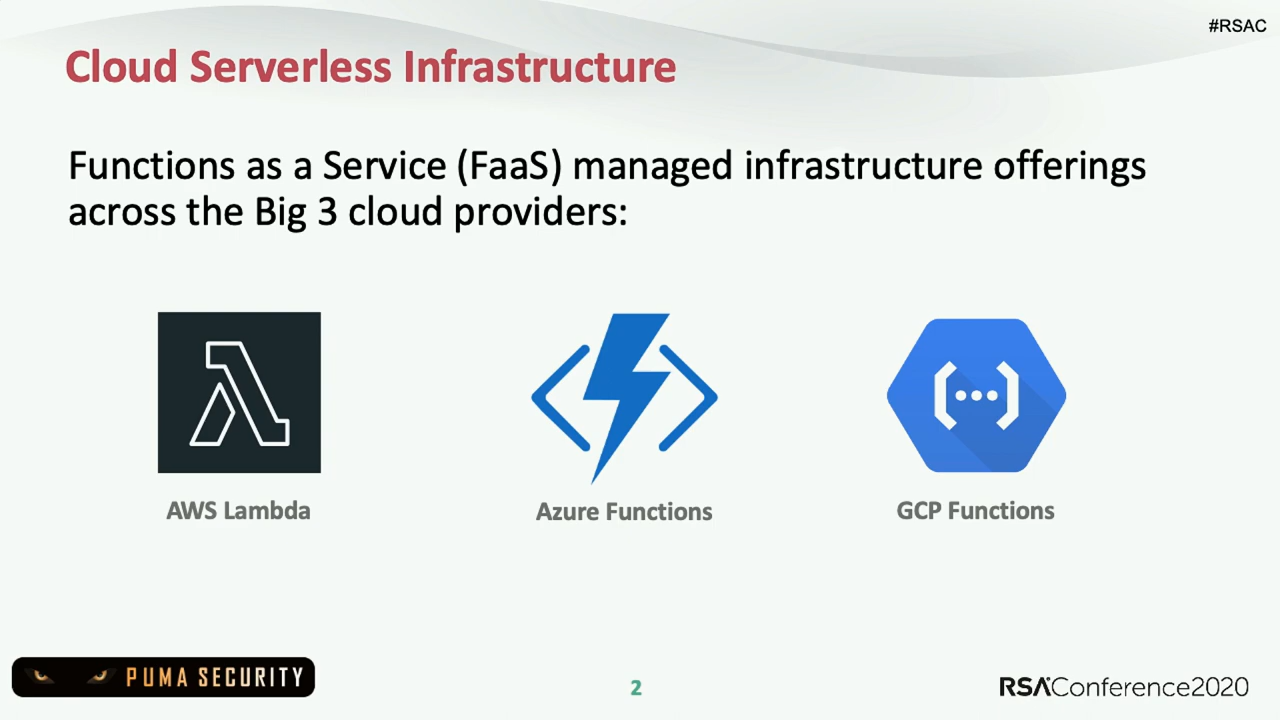 #RSAC
Cloud Serverless Infrastructure
Functions as a Service (FaaS) managed infrastructure offerings
across the Big 3 cloud providers:
AWS Lambda
Azure Functions
GCP Functions
PUMA SECURITY
2
RSAConference2020